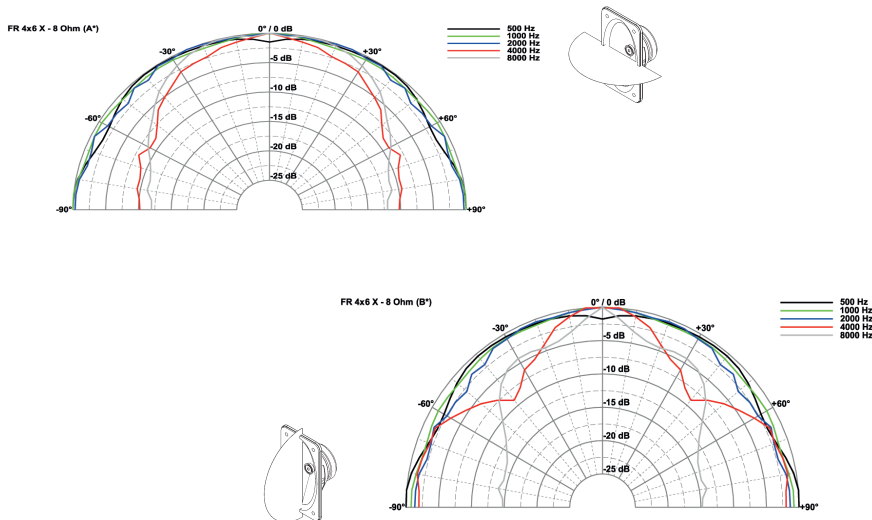 FR 4x6 X - 8 Ohm (A*)
0° / 0 dB
500 Hz
1000 Hz
2000 Hz
4000 Hz
8000 Hz
-30°
+30°
-5 dB
-10 dB
-60°
+60°
-15 dB
-20 dB
-25 dB
-90°
+90°
FR 4x6 X - 8 Ohm (B*)
0° / 0 dB
500 Hz
1000 Hz
2000 Hz
4000 Hz
8000 Hz
-30°
+30°
-5 dB
-10 dB
-60°
+60°
-15 dB
-20 dB
-25 dB
-90°
+90°